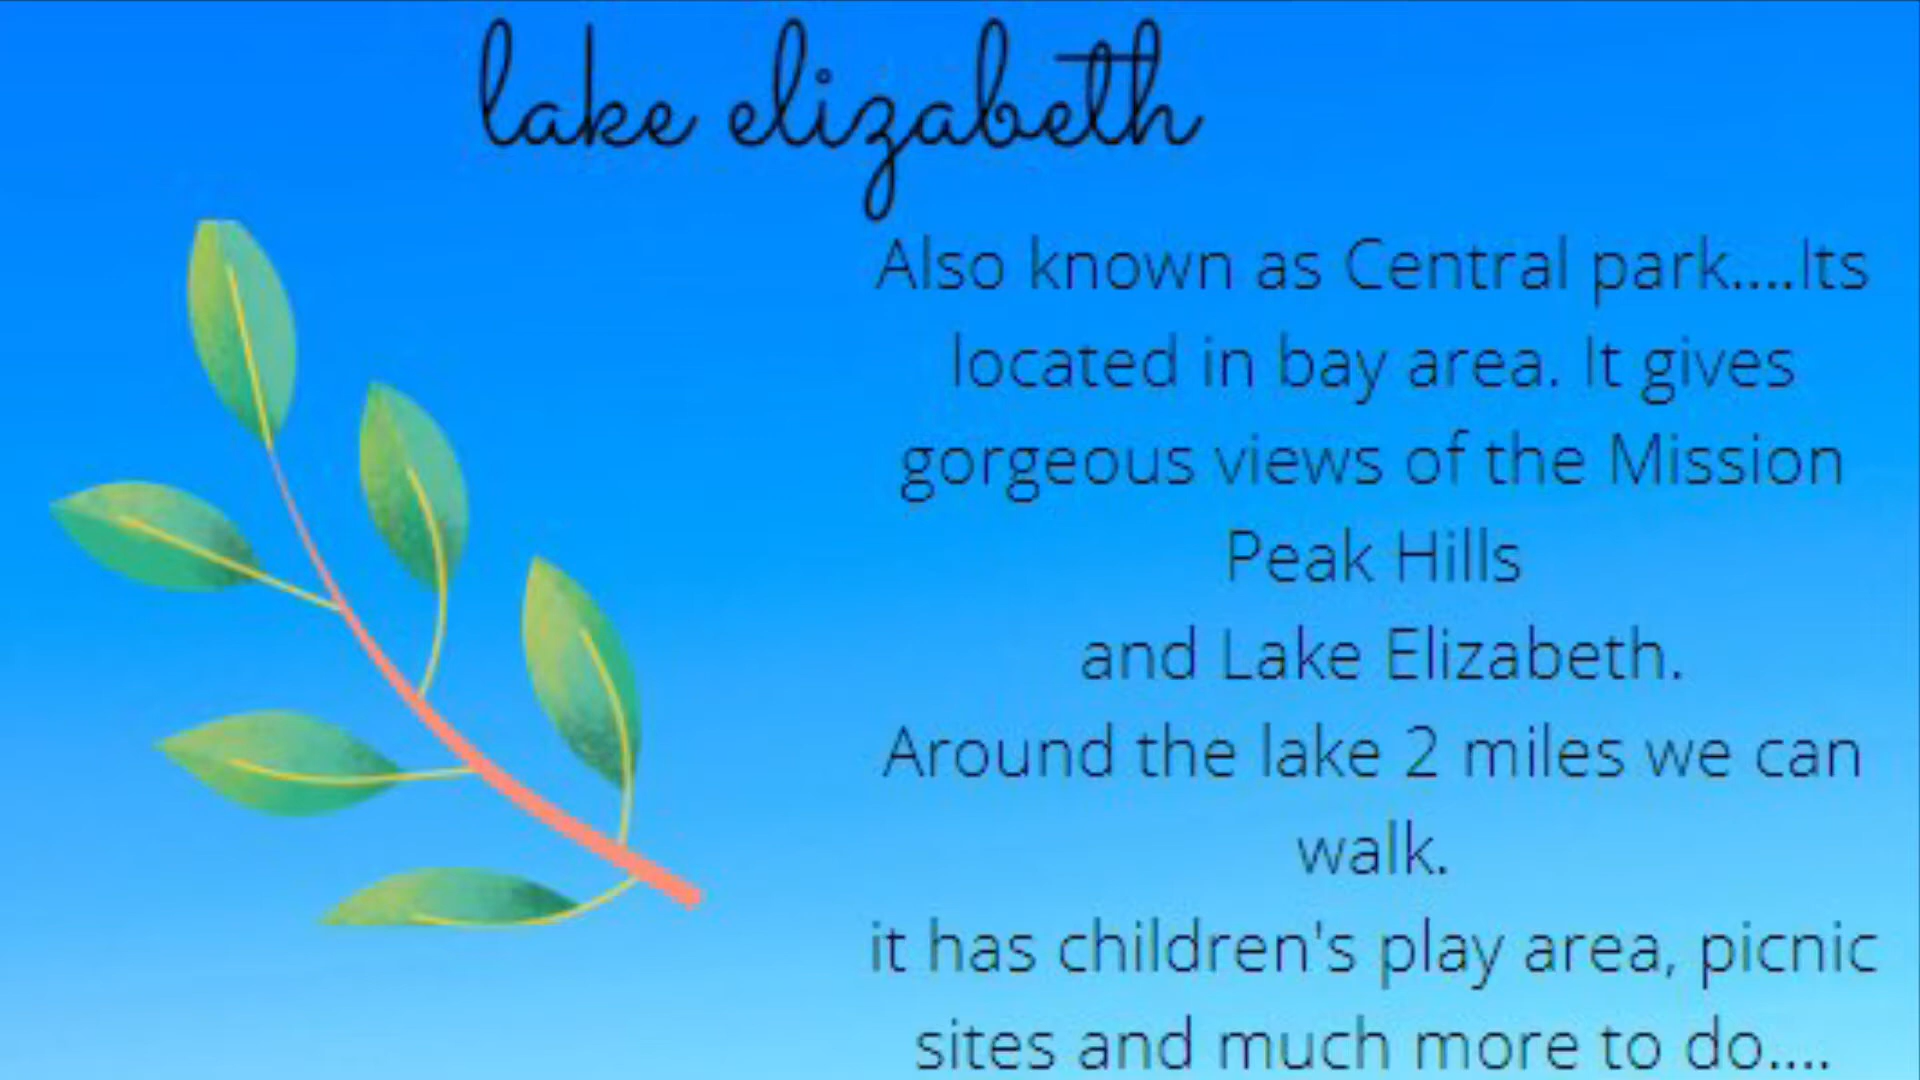 lake elizabeth
Also known as Central park....Its
located in bay area. It gives
gorgeous views of the Mission
Peak Hills
and Lake Elizabeth.
Around the lake 2 miles we can
walk.
it has children's play area, picnic
sites and much more to do....